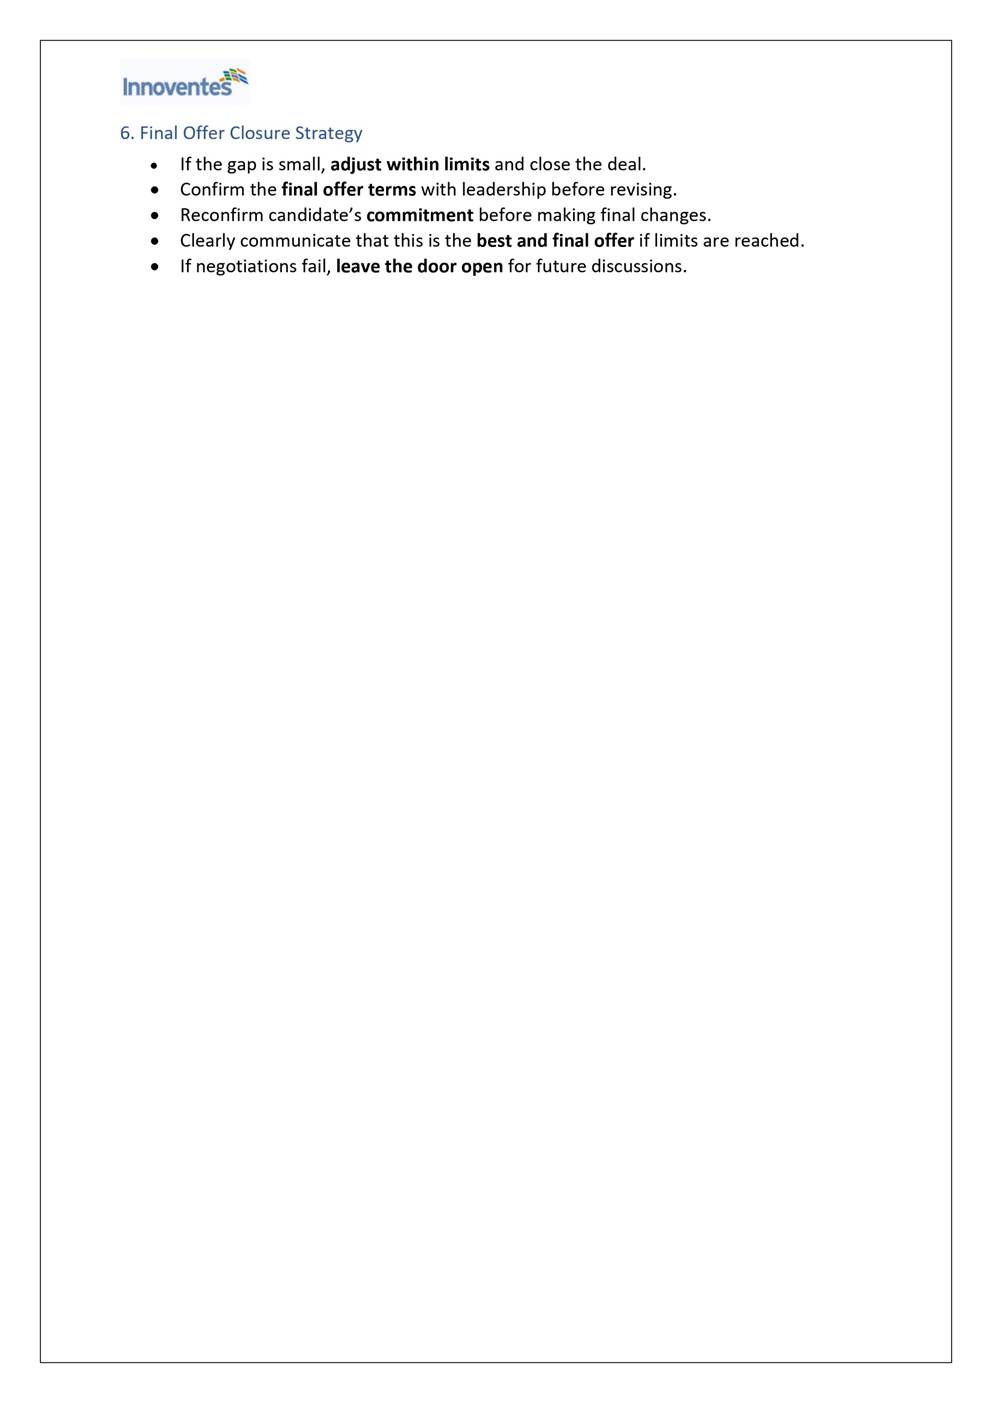 Innoventes
6. Final Offer Closure Strategy
• If the gap is small, adjust within limits and close the deal.
• Confirm the final offer terms with leadership before revising.
• Reconfirm candidate’s commitment before making final changes.
• Clearly communicate that this is the best and final offer if limits are reached.
• If negotiations fail, leave the door open for future discussions.